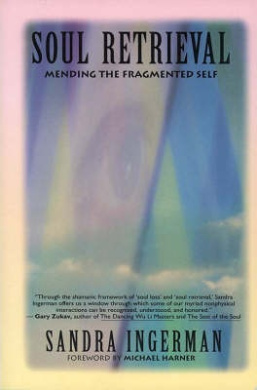 SOUL RETRIEVAL
MENDING THE FRAGMENTED SELF
"Through the shamanic framework of 'soul loss' and 'soul retrieval,' Sandra
Ingerman offers us a window through which some of our myriad nonphysical
interactions can be recognized, understood, and honored."
— Gary Zukav, author of The Dancing Wu Li Masters and The Seat of the Soul
SANDRA INGERMAN
FOREWORD BY MICHAEL HARNER